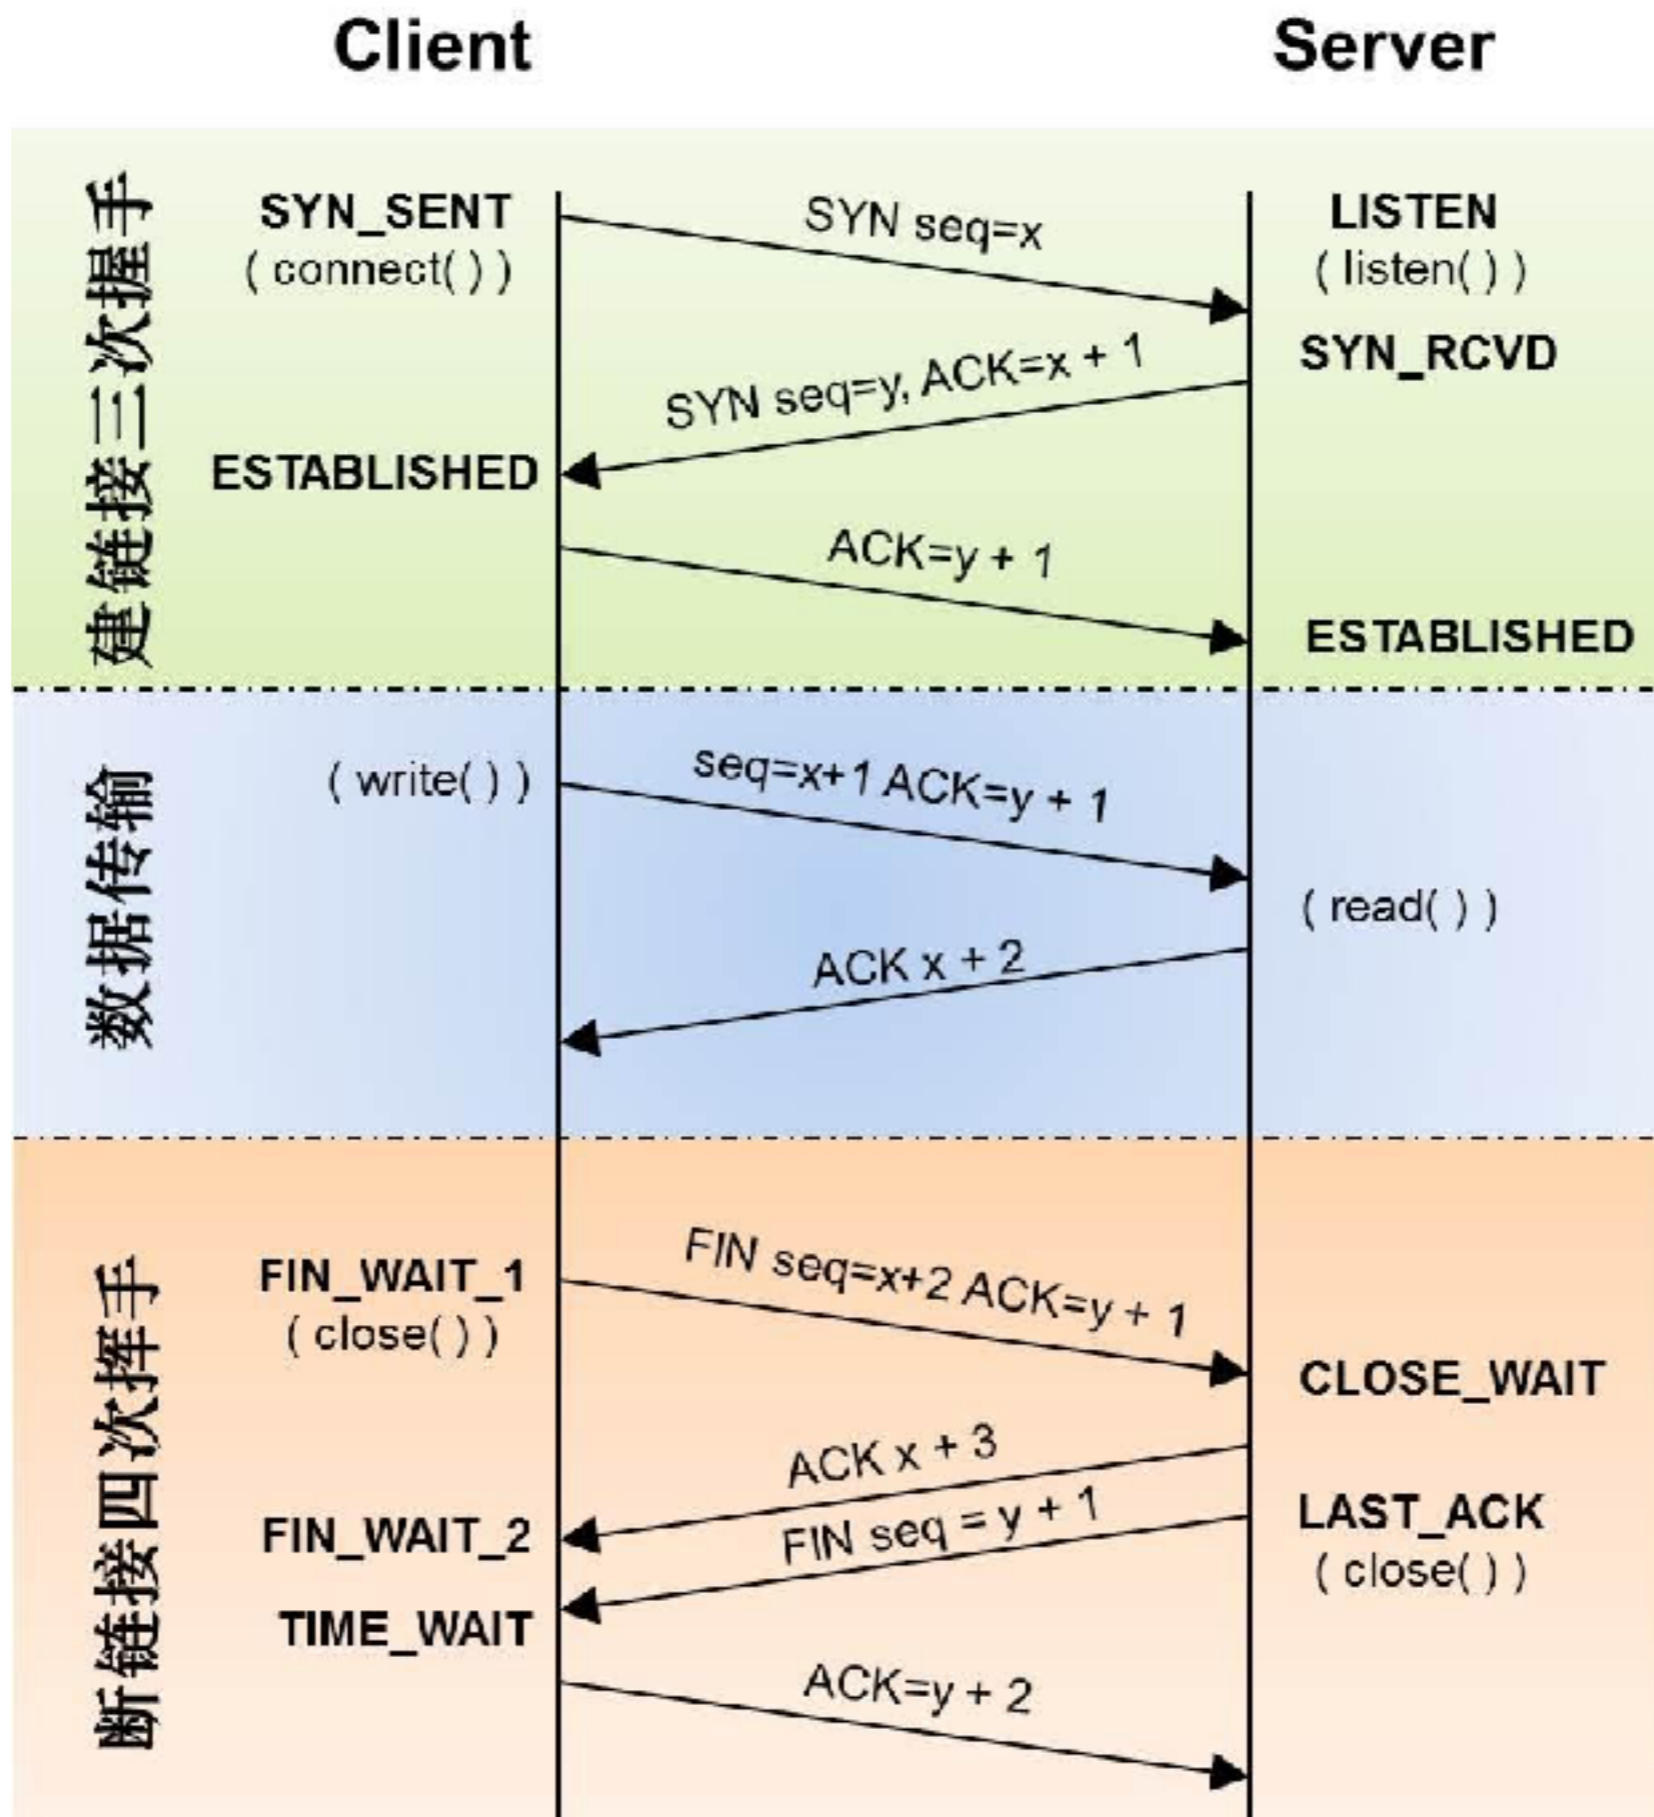 Client
Server
建链接三次握手
SYN_SENT
( connect( ) )
SYN seq=x
LISTEN
( listen( ) )
SYN_RCVD
SYN seq=y, ACK=x + 1
ESTABLISHED
ACK=y + 1
ESTABLISHED
数据传输
( write( ) )
seq=x+1 ACK=y + 1
( read( ) )
ACK x + 2
断链接四次挥手
FIN_WAIT_1
( close( ) )
FIN seq=x+2 ACK=y + 1
CLOSE_WAIT
ACK x + 3
FIN_WAIT_2
FIN seq = y + 1
LAST_ACK
( close( ) )
TIME_WAIT
ACK=y + 2